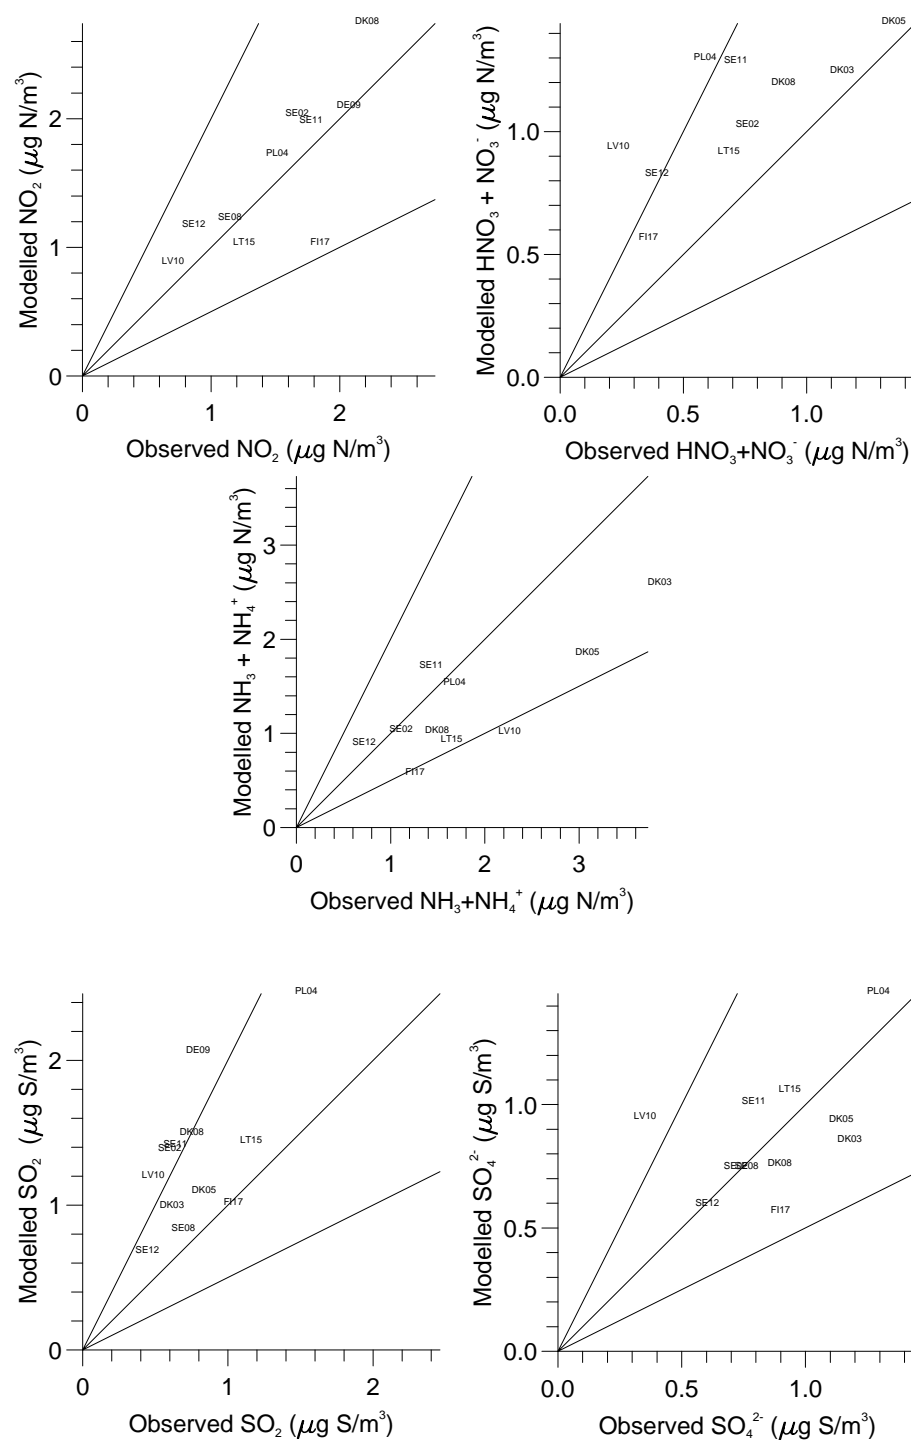 DK08
2
DE09
SE02
SE11
PL04
SE08
SE12
LT15
FI17
1
LV10
0
Modelled NO₂ (μg N/m³)
0 1 2
Observed NO₂ (μg N/m³)
DK05
PL04
SE11
DK03
DK08
SE02
1.0
LV10
LT15
SE12
FI17
0.5
0.0
Modelled HNO₃ + NO₃⁻ (μg N/m³)
0.0 0.5 1.0
Observed HNO₃+NO₃⁻ (μg N/m³)
3
DK03
2
DK05
SE11
PL04
1
SE02
DK08
LV10
SE12
LT15
FI17
0
Modelled NH₃ + NH₄⁺ (μg N/m³)
0 1 2 3
Observed NH₃+NH₄⁺ (μg N/m³)
PL04
2
DE09
DK08
LT15
SE11
SE02
LV10
DK05
1
DK03
FI17
SE08
SE12
0
Modelled SO₂ (μg S/m³)
0 1 2
Observed SO₂ (μg S/m³)
PL04
LT15
SE11
1.0
LV10
DK05
DK03
DK08
SE02
SE08
SE12
FI17
0.5
0.0
Modelled SO₄²⁻ (μg S/m³)
0.0 0.5 1.0
Observed SO₄²⁻ (μg S/m³)